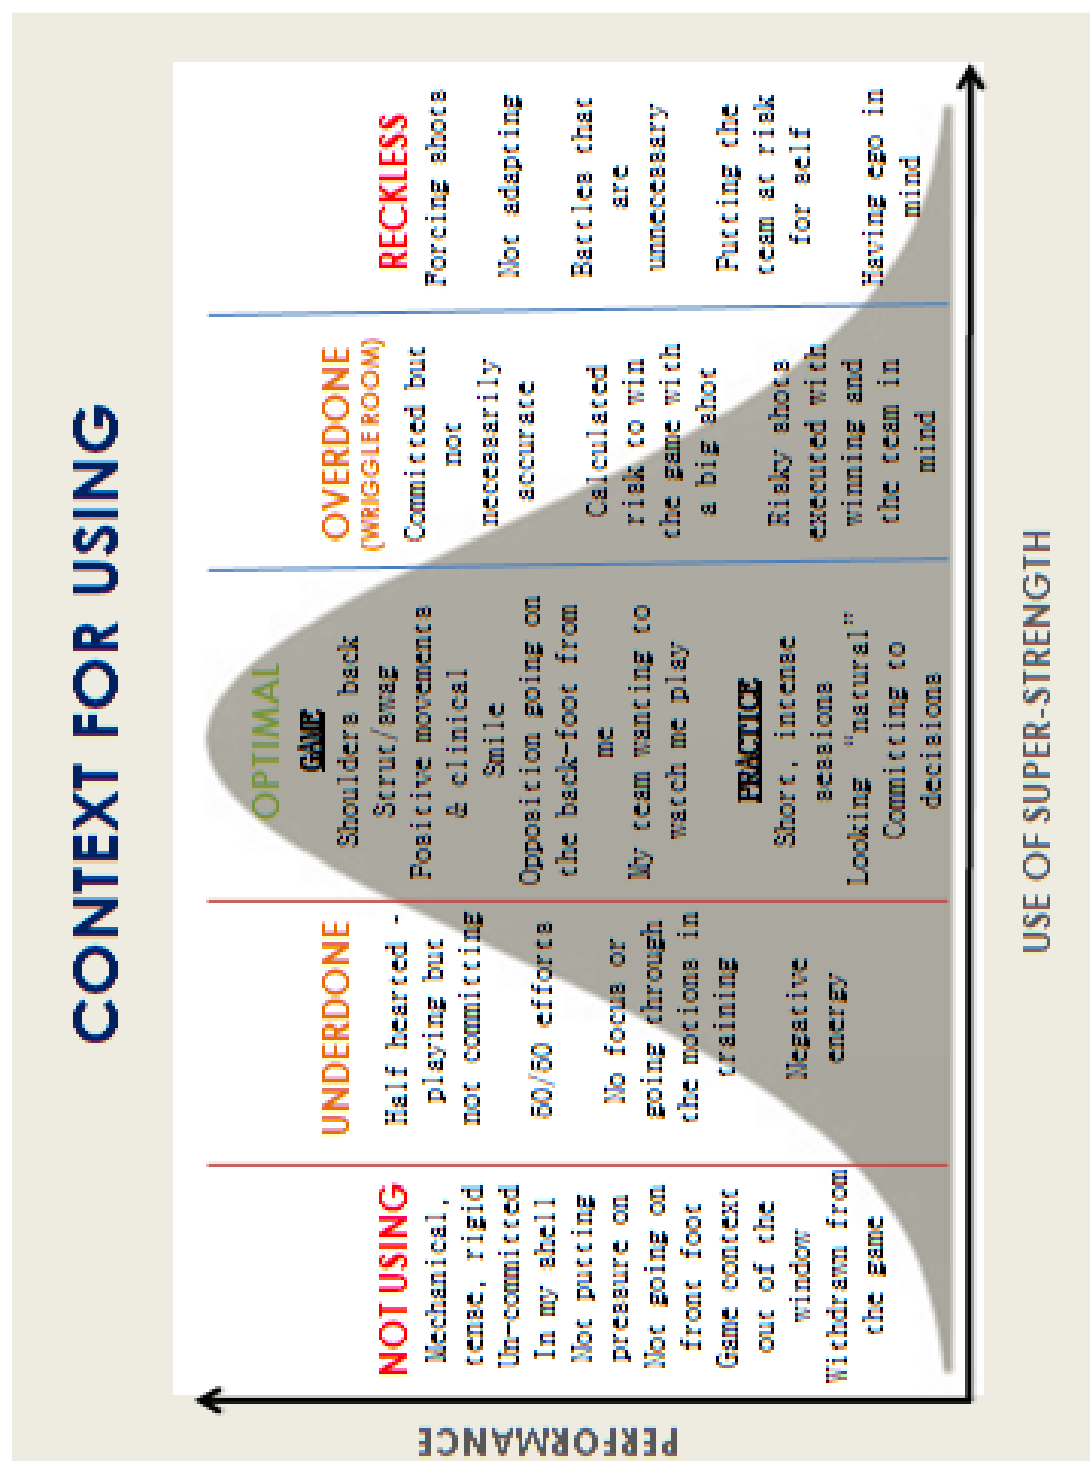 CONTEXT FOR USING
PERFORMANCE
NOT USING
Mechanical,
tense, rigid
Un-committed
In my shell
Not putting
pressure on
Not going on
front foot
Game context
out of the
window
Withdrawn from
the game
UNDERDONE
Half hearted -
playing but
not committing
50/50 efforts
No focus or
going through
the motions in
training
Negative
energy
OPTIMAL
GAME
Shoulders back
Strut/swag
Positive movements
& clinical
Smile
Opposition going on
the back-foot from
me
My team wanting to
watch me play
PRACTICE
Short, intense
sessions
Looking "natural"
Committing to
decisions
OVERDONE
(WRIGGLE ROOM)
Committed but
not
necessarily
accurate
Calculated
risk to win
the game with
a big shot
Risky shots
executed with
winning and
the team in
mind
RECKLESS
Forcing shots
Not adapting
Battles that
are
unnecessary
Putting the
team at risk
for self
Having ego in
mind
USE OF SUPER-STRENGTH